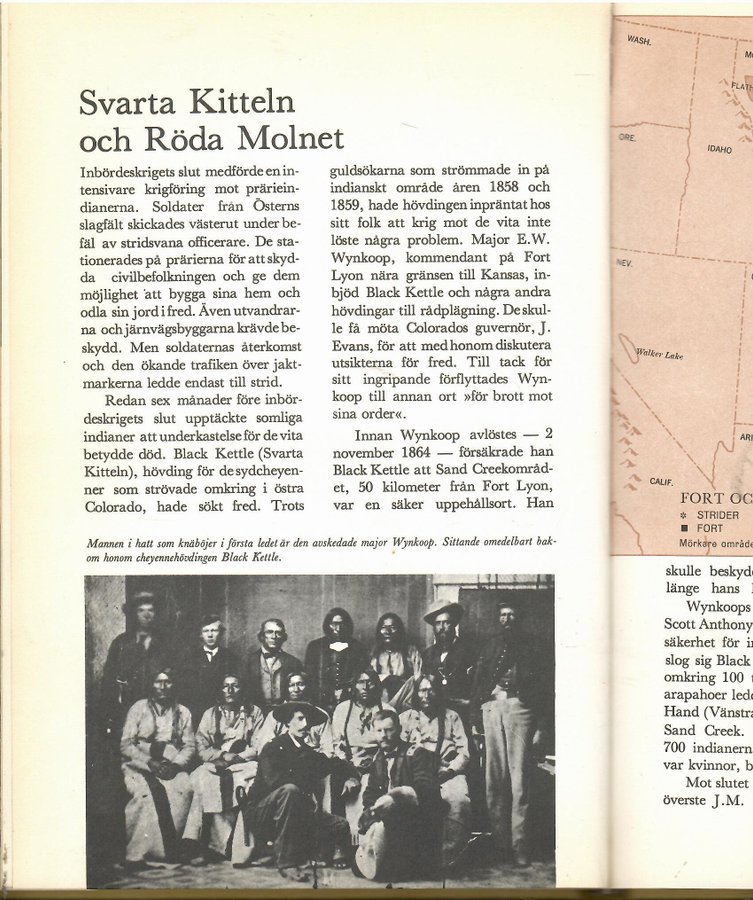 Svarta Kitteln
och Röda Molnet
Inbördeskrigets slut medförde en in-
tensivare krigföring mot prärie in-
dianerna. Soldater från Österns
slagfält skickades västerut under be-
fäl av stridsvana officerare. De sta-
tionerades på prärierna för att skyd-
da civilbefolkningen och ge dem
möjlighet att bygga sina hem och
odla sin jord i fred. Även utvandrar-
na och järnvägsbyggarna krävde be-
skydd. Men soldaternas återkomst
och den ökande trafiken över jakt-
markerna ledde endast till strid.
Redan sex månader före inbör-
deskrigets slut upptäckte somliga
indianer att underkastelse för de vita
betydde död. Black Kettle (Svarta
Kitteln), hövding för de sydcheyen-
ner som strövade omkring i östra
Colorado, hade sökt fred. Trots
guldsökarna som strömmade in på
indianskt område åren 1858 och
1859, hade hövdingen inpräntat hos
sitt folk att krig mot de vita inte
löste några problem. Major E.W.
Wynkoop, kommendant på Fort
Lyon nära gränsen till Kansas, in-
bjöd Black Kettle och några andra
hövdingar till rådplägning. De skul-
le få möta Colorados guvernör, J.
Evans, för att med honom diskutera
utsikterna för fred. Till tack för
sitt ingripande förflyttades Wyn-
koop till annan ort »för brott mot
sina order«.
Innan Wynkoop avlöstes — 2
november 1864 — försäkrade han
Black Kettle att Sand Creekområd-
et, 50 kilometer från Fort Lyon,
var en säker uppehållsort. Han
Mannen i hatt som knäböjer i första ledet är den avskedade major Wynkoop. Sittande omedelbart bak-
om honom cheyennehövdingen Black Kettle.
WASH.
FLATH
ORE.
IDAHO
NEV.
Walker Lake
ARI
CALIF.
FORT OC
STRIDER
FORT
Mörkare område
skulle beskyd
länge hans
Wynkoops
Scott Anthony
säkerhet för in
slog sig Black
omkring 100
arapahoer lede
Hand (Vänstra
Sand Creek.
700 indianern
var kvinnor, b
Mot slutet
överste J.M.